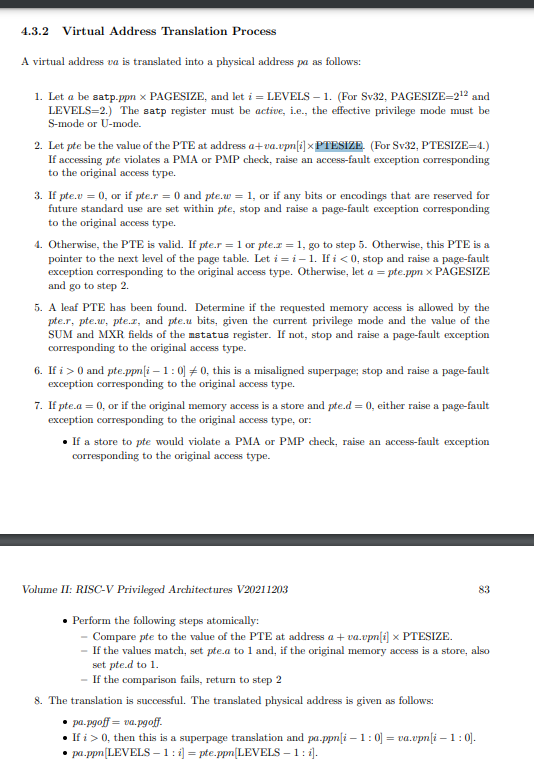 4.3.2 Virtual Address Translation Process
A virtual address va is translated into a physical address pa as follows:
1. Let a be satp.ppn × PAGESIZE, and let i = LEVELS − 1. (For Sv32, PAGESIZE=2¹² and
LEVELS=2.) The satp register must be active, i.e., the effective privilege mode must be
S-mode or U-mode.
2. Let pte be the value of the PTE at address a+va.vpn[i]×PTESIZE. (For Sv32, PTESIZE=4.)
If accessing pte violates a PMA or PMP check, raise an access-fault exception corresponding
to the original access type.
3. If pte.v = 0, or if pte.r = 0 and pte.w = 1, or if any bits or encodings that are reserved for
future standard use are set within pte, stop and raise a page-fault exception corresponding
to the original access type.
4. Otherwise, the PTE is valid. If pte.r = 1 or pte.x = 1, go to step 5. Otherwise, this PTE is a
pointer to the next level of the page table. Let i = i − 1. If i < 0, stop and raise a page-fault
exception corresponding to the original access type. Otherwise, let a = pte.ppn × PAGESIZE
and go to step 2.
5. A leaf PTE has been found. Determine if the requested memory access is allowed by the
pte.r, pte.w, pte.x, and pte.u bits, given the current privilege mode and the value of the
SUM and MXR fields of the mstatus register. If not, stop and raise a page-fault exception
corresponding to the original access type.
6. If i > 0 and pte.ppn[i − 1 : 0] ≠ 0, this is a misaligned superpage; stop and raise a page-fault
exception corresponding to the original access type.
7. If pte.a = 0, or if the original memory access is a store and pte.d = 0, either raise a page-fault
exception corresponding to the original access type, or:
• If a store to pte would violate a PMA or PMP check, raise an access-fault exception
corresponding to the original access type.
Volume II: RISC-V Privileged Architectures V20211203 83
• Perform the following steps atomically:
– Compare pte to the value of the PTE at address a + va.vpn[i] × PTESIZE.
– If the values match, set pte.a to 1 and, if the original memory access is a store, also
set pte.d to 1.
– If the comparison fails, return to step 2
8. The translation is successful. The translated physical address is given as follows:
• pa.pgoff = va.pgoff.
• If i > 0, then this is a superpage translation and pa.ppn[i − 1 : 0] = va.vpn[i − 1 : 0].
• pa.ppn[LEVELS − 1 : i] = pte.ppn[LEVELS − 1 : i].